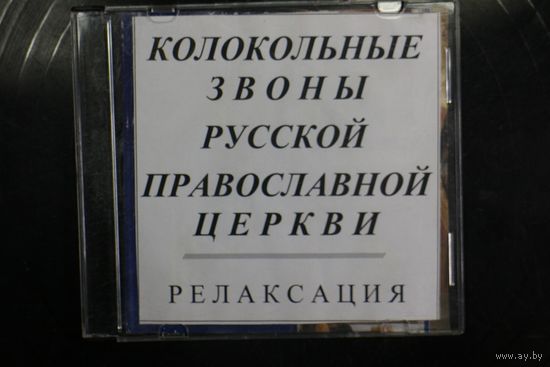 КОЛОКОЛЬНЫЕ
ЗВОНЫ
РУССКОЙ
ПРАВОСЛАВНОЙ
ЦЕРКВИ
РЕЛАКСАЦИЯ
www.ay.by